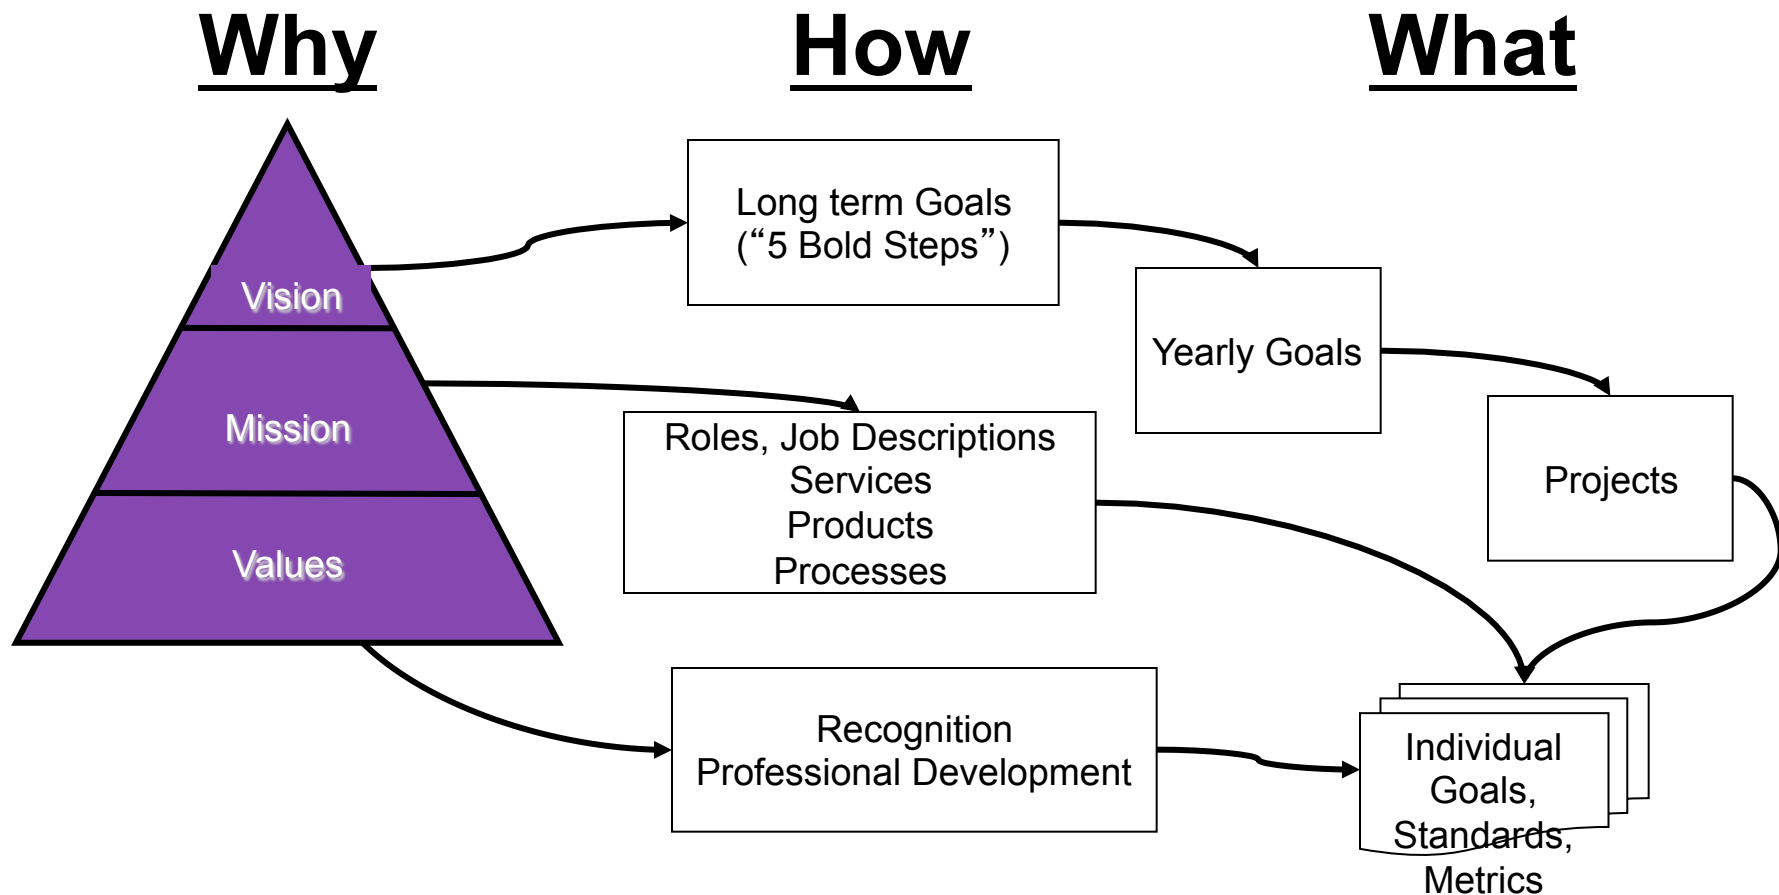 Why
How
What
Vision
Mission
Values
Long term Goals
(“5 Bold Steps”)
Roles, Job Descriptions
Services
Products
Processes
Recognition
Professional Development
Yearly Goals
Projects
Individual
Goals,
Standards,
Metrics